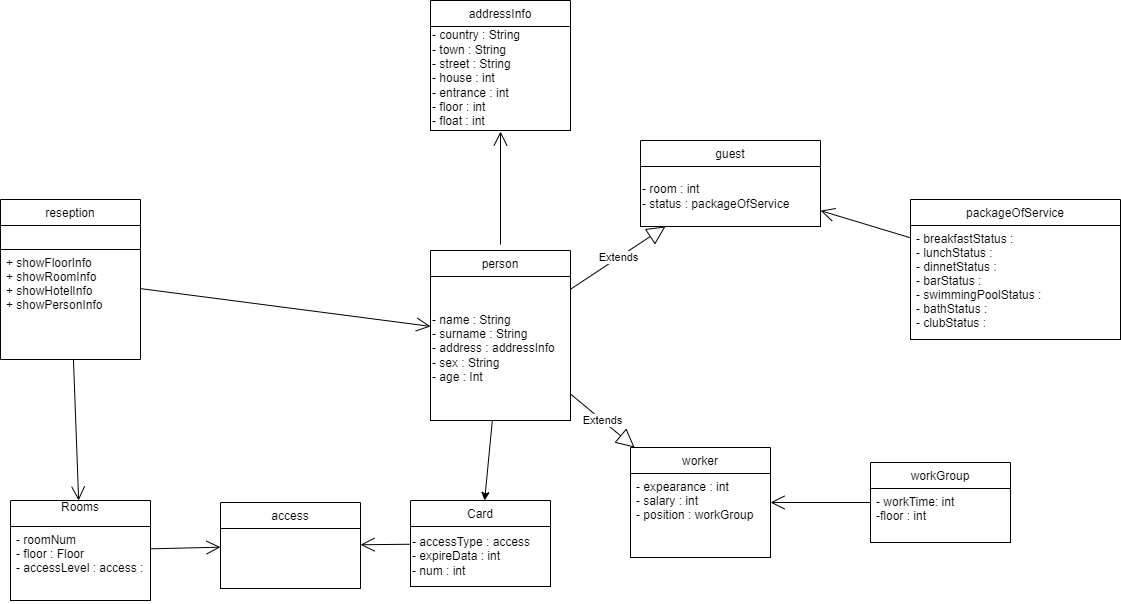 addressInfo
- country : String
- town : String
- street : String
- house : int
- entrance : int
- floor : int
- float : int
guest
- room : int
- status : packageOfService
reseption
+ showFloorInfo
+ showRoomInfo
+ showHotelInfo
+ showPersonInfo
packageOfService
- breakfastStatus :
- lunchStatus :
- dinnetStatus :
- barStatus :
- swimmingPoolStatus :
- bathStatus :
- clubStatus :
Extends
person
- name : String
- surname : String
- address : addressInfo
- sex : String
- age : Int
Extends
worker
- expearance : int
- salary : int
- position : workGroup
workGroup
- workTime: int
-floor : int
Rooms
- roomNum
- floor : Floor
- accessLevel : access :
access
Card
- accessType : access
- expireData : int
- num : int